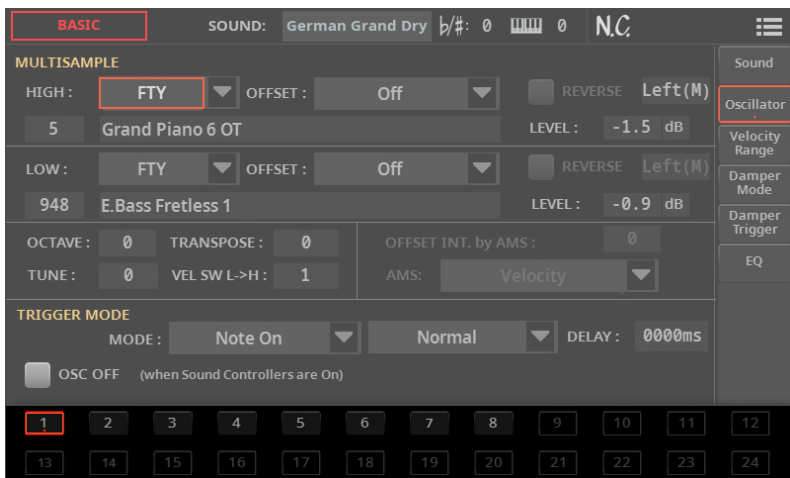 BASIC SOUND: German Grand Dry ♭/♯: 0 0 N.C.
MULTISAMPLE
HIGH : FTY OFFSET : Off REVERSE Left(M)
5 Grand Piano 6 OT LEVEL : -1.5 dB
LOW : FTY OFFSET : Off REVERSE Left(M)
948 E.Bass Fretless 1 LEVEL : -0.9 dB
OCTAVE : 0 TRANSPOSE : 0 OFFSET INT. by AMS : 0
TUNE : 0 VEL SW L->H : 1 AMS: Velocity
TRIGGER MODE
MODE : Note On Normal DELAY : 0000ms
OSC OFF (when Sound Controllers are On)
Sound
Oscillator
Velocity
Range
Damper
Mode
Damper
Trigger
EQ
1 2 3 4 5 6 7 8 9 10 11 12
13 14 15 16 17 18 19 20 21 22 23 24